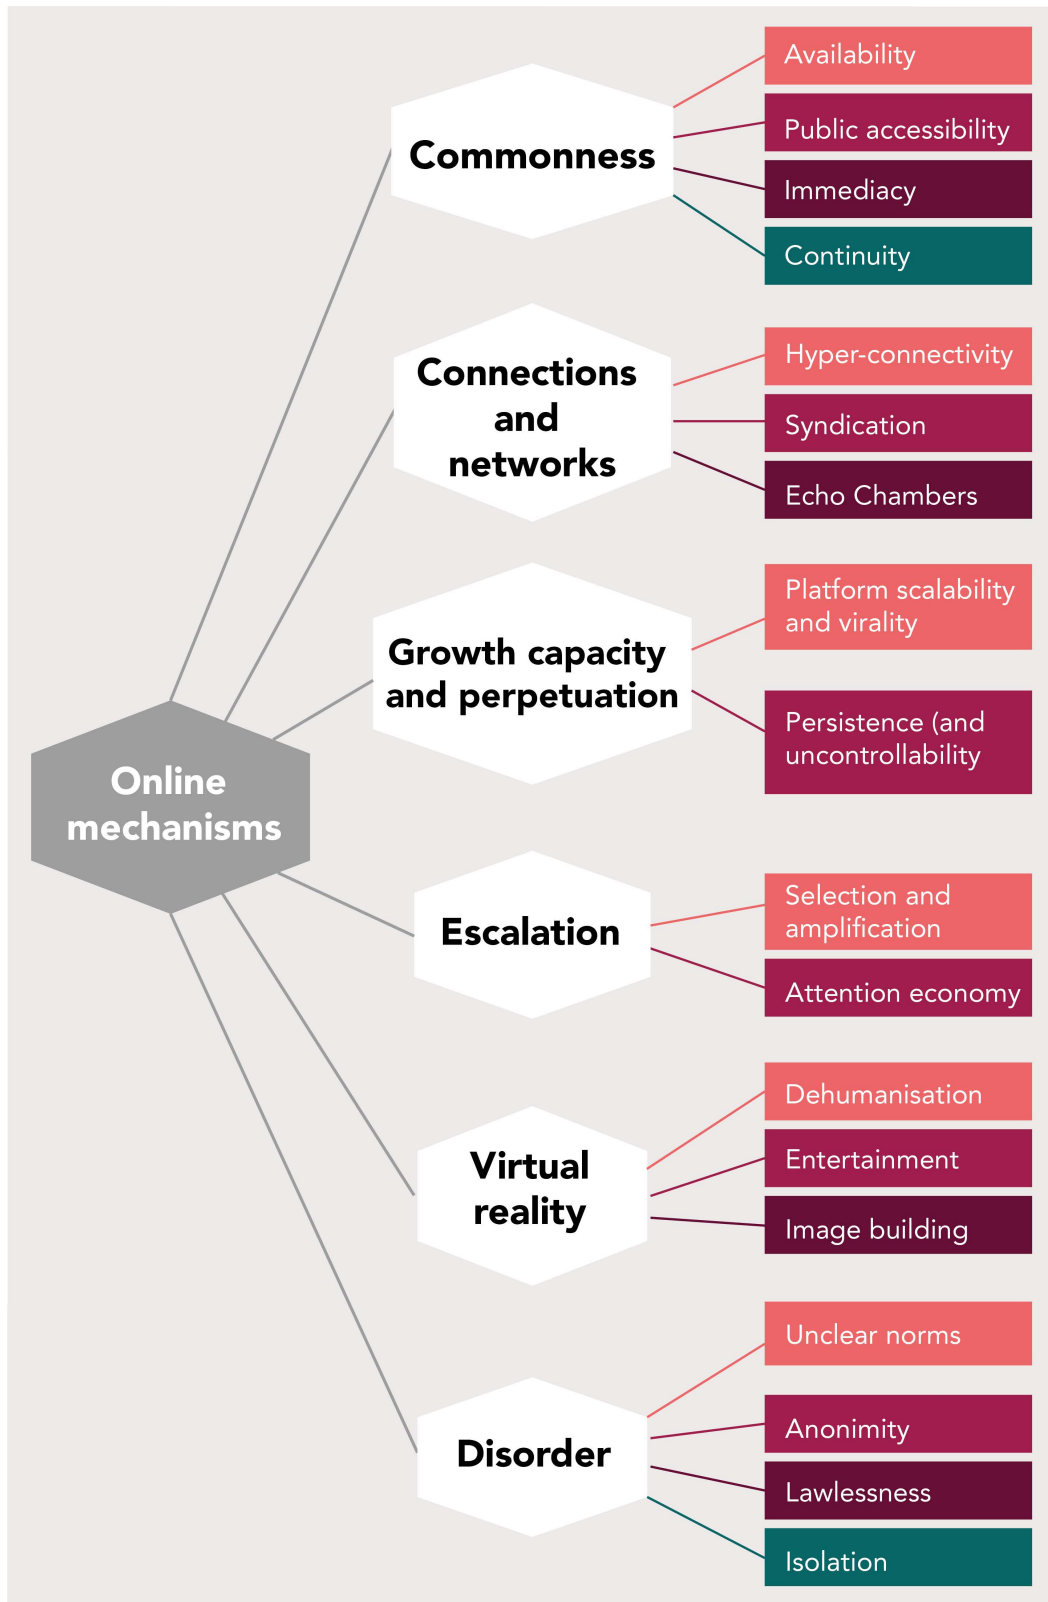 Online
mechanisms
Commonness
Availability
Public accessibility
Immediacy
Continuity
Connections
and
networks
Hyper-connectivity
Syndication
Echo Chambers
Growth capacity
and perpetuation
Platform scalability
and virality
Persistence (and
uncontrollability
Escalation
Selection and
amplification
Attention economy
Virtual
reality
Dehumanisation
Entertainment
Image building
Disorder
Unclear norms
Anonimity
Lawlessness
Isolation